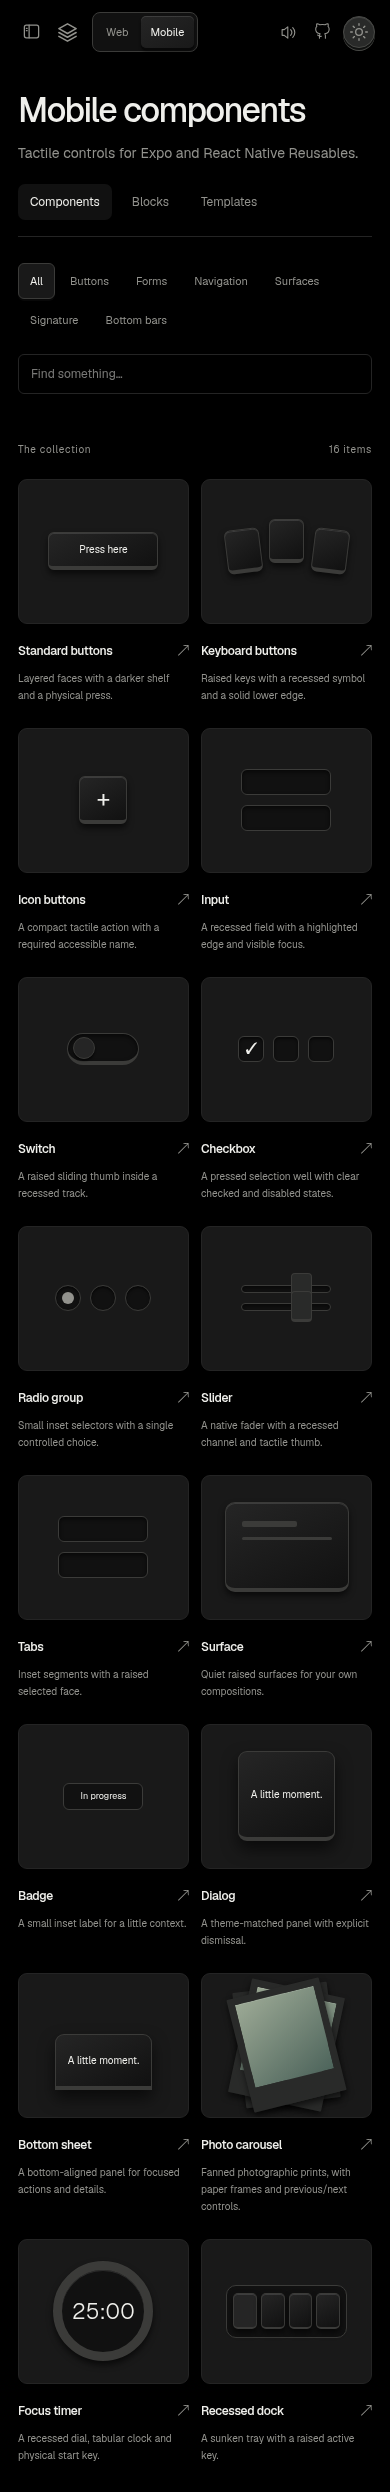 Web Mobile
Mobile components
Tactile controls for Expo and React Native Reusables.
Components Blocks Templates
All Buttons Forms Navigation Surfaces
Signature Bottom bars
Find something...
The collection 16 items
Press here
Standard buttons
Layered faces with a darker shelf
and a physical press.
Keyboard buttons
Raised keys with a recessed symbol
and a solid lower edge.
+
Icon buttons
A compact tactile action with a
required accessible name.
Input
A recessed field with a highlighted
edge and visible focus.
Switch
A raised sliding thumb inside a
recessed track.
Checkbox
A pressed selection well with clear
checked and disabled states.
Radio group
Small inset selectors with a single
controlled choice.
Slider
A native fader with a recessed
channel and tactile thumb.
Tabs
Inset segments with a raised
selected face.
Surface
Quiet raised surfaces for your own
compositions.
In progress
Badge
A small inset label for a little context.
A little moment.
Dialog
A theme-matched panel with explicit
dismissal.
A little moment.
Bottom sheet
A bottom-aligned panel for focused
actions and details.
Photo carousel
Fanned photographic prints, with
paper frames and previous/next
controls.
25:00
Focus timer
A recessed dial, tabular clock and
physical start key.
Recessed dock
A sunken tray with a raised active
key.